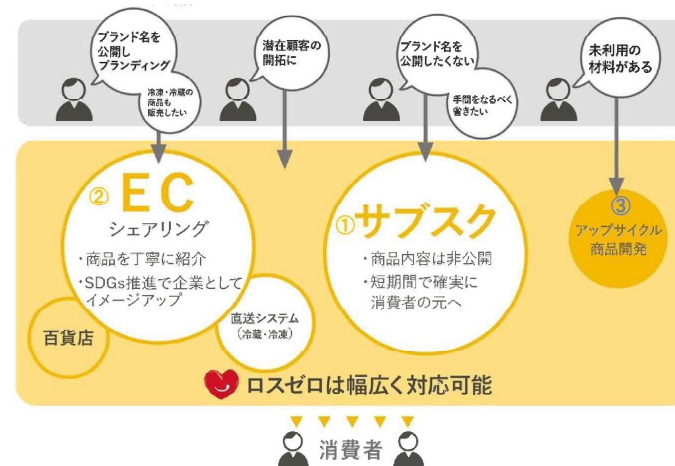 ブランド名を
公開し
ブランディング
冷凍・冷蔵の
商品も
販売したい
潜在顧客の
開拓に
ブランド名を
公開したくない
手間をなるべく
省きたい
未利用の
材料がある
② EC
シェアリング
・商品を丁寧に紹介
・SDGs推進で企業として
イメージアップ
百貨店
直送システム
（冷蔵・冷凍）
①サブスク
・商品内容は非公開
・短期間で確実に
消費者の元へ
③
アップサイクル
商品開発
ロスゼロは幅広く対応可能
消費者